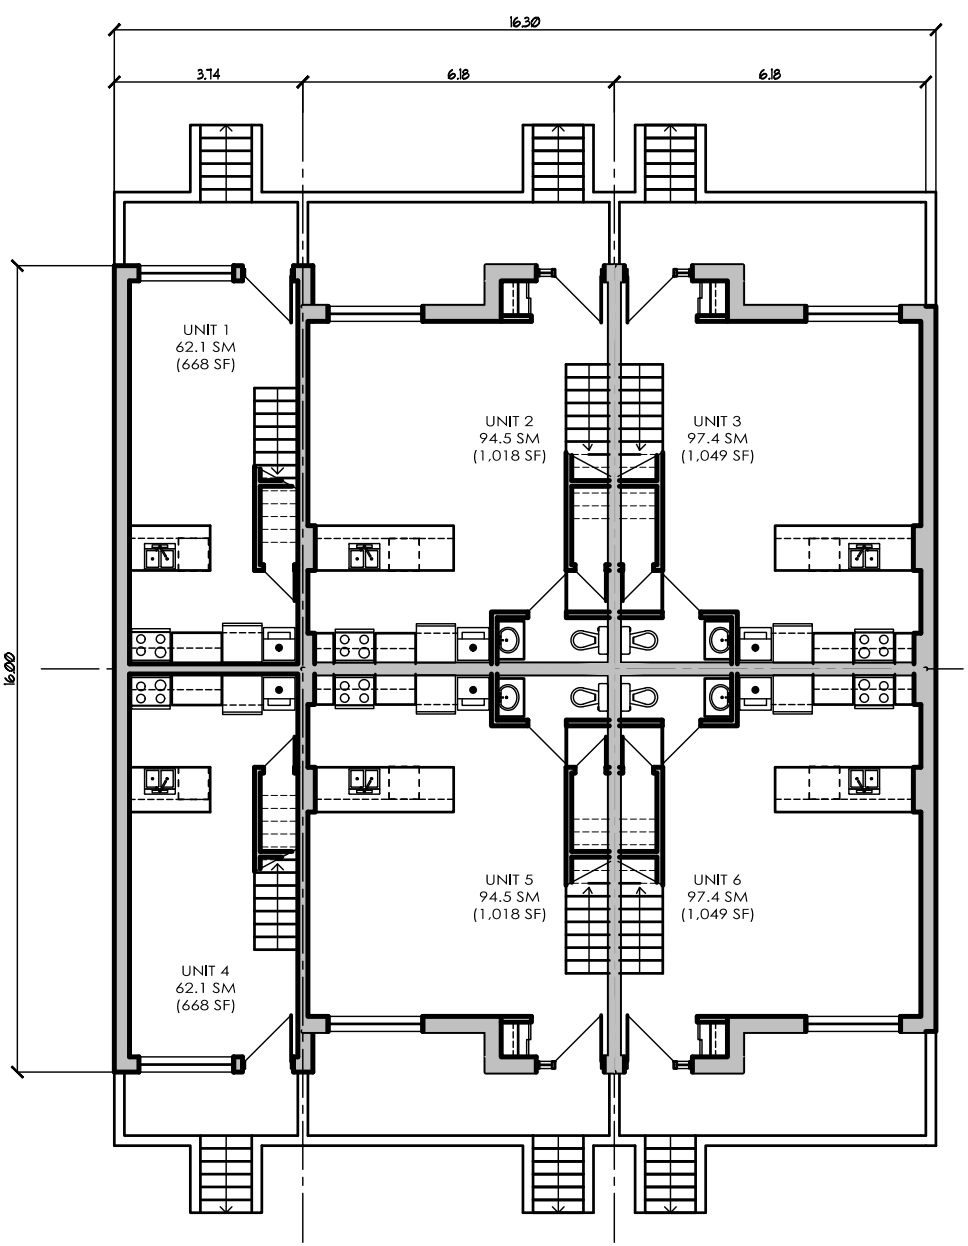 16.30
3.74
6.18
6.18
UNIT 1
62.1 SM
(668 SF)
UNIT 2
94.5 SM
(1,018 SF)
UNIT 3
97.4 SM
(1,049 SF)
16.00
UNIT 5
94.5 SM
(1,018 SF)
UNIT 6
97.4 SM
(1,049 SF)
UNIT 4
62.1 SM
(668 SF)